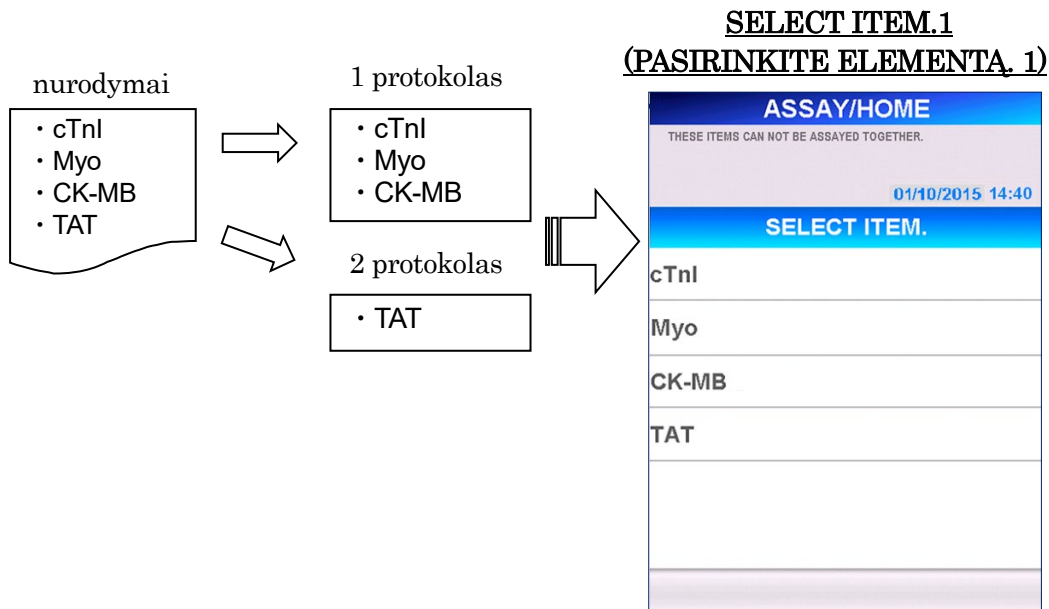 SELECT ITEM.1
(PASIRINKITE ELEMENTĄ. 1)
nurodymai
・cTnI
・Myo
・CK-MB
・TAT
1 protokolas
・cTnI
・Myo
・CK-MB
2 protokolas
・TAT
ASSAY/HOME
THESE ITEMS CAN NOT BE ASSAYED TOGETHER.
01/10/2015 14:40
SELECT ITEM.
cTnI
Myo
CK-MB
TAT